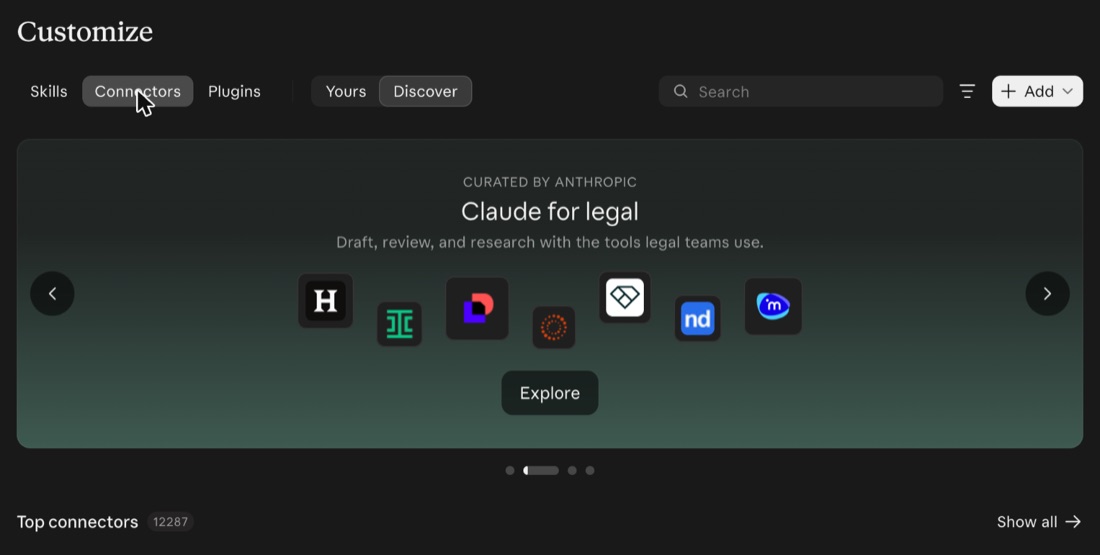 Customize
Skills
Connectors
Plugins
Yours
Discover
Search
Add
CURATED BY ANTHROPIC
Claude for legal
Draft, review, and research with the tools legal teams use.
H
nd
m
Explore
Top connectors 12287
Show all